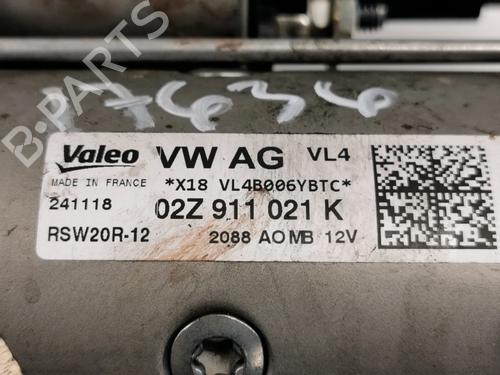 B-PARTS
17636
Valeo VW AG VL4
MADE IN FRANCE *X18 VL4B006YBTC*
241118 02Z 911 021 K
RSW20R-12 2088 AOMB 12V